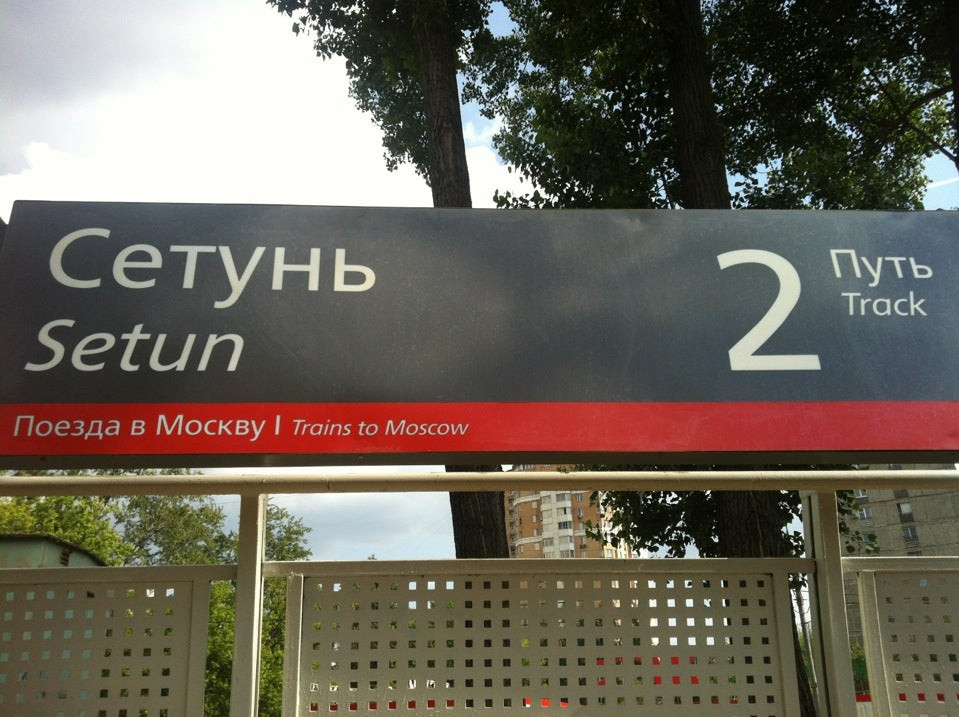 Сетунь
Setun
2 Путь
Track
Поезда в Москву | Trains to Moscow